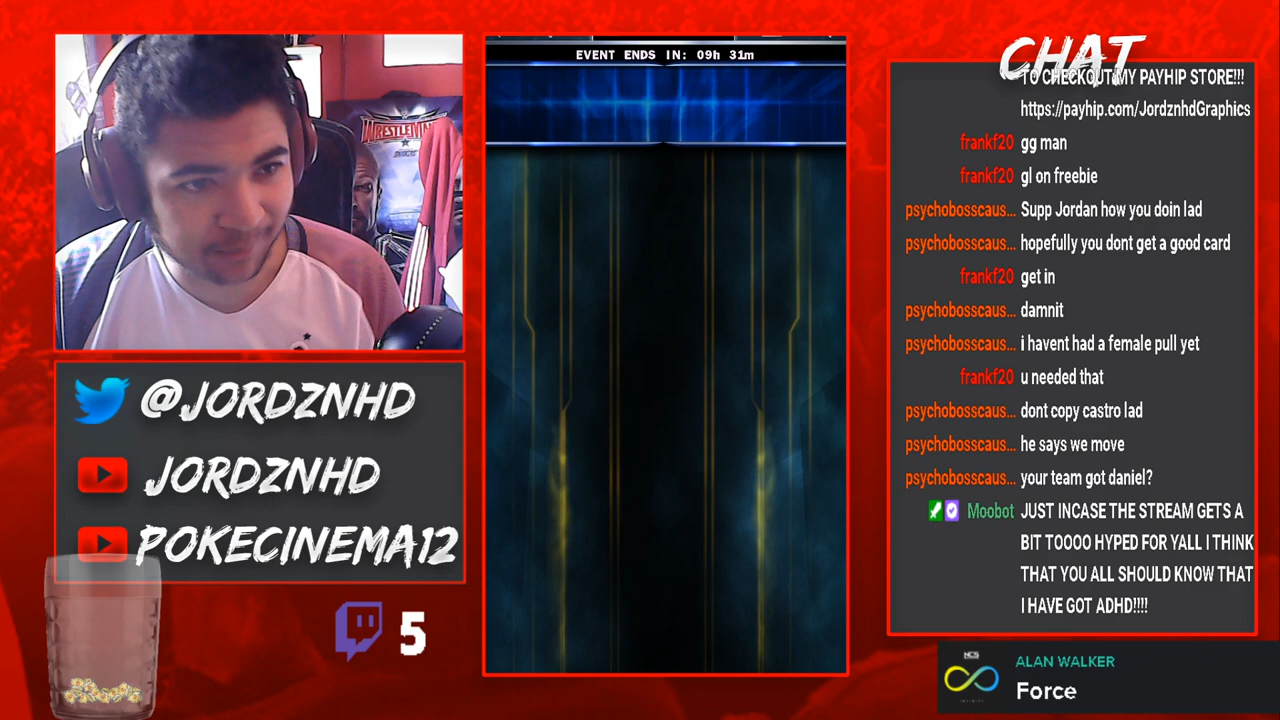 WRESTLEM
@JORDZNHD
JORDZNHD
POKECINEMA12
5
EVENT ENDS IN: 09h 31m
CHAT
TO CHECKOUT MY PAYHIP STORE!!!
https://payhip.com/JordznhdGraphics
frankf20 gg man
frankf20 gl on freebie
psychobosscaus... Supp Jordan how you doin lad
psychobosscaus... hopefully you dont get a good card
frankf20 get in
psychobosscaus... damnit
psychobosscaus... i havent had a female pull yet
frankf20 u needed that
psychobosscaus... dont copy castro lad
psychobosscaus... he says we move
psychobosscaus... your team got daniel?
Moobot JUST INCASE THE STREAM GETS A
BIT TOOOO HYPED FOR YALL I THINK
THAT YOU ALL SHOULD KNOW THAT
I HAVE GOT ADHD!!!!
NCS
ALAN WALKER
Force